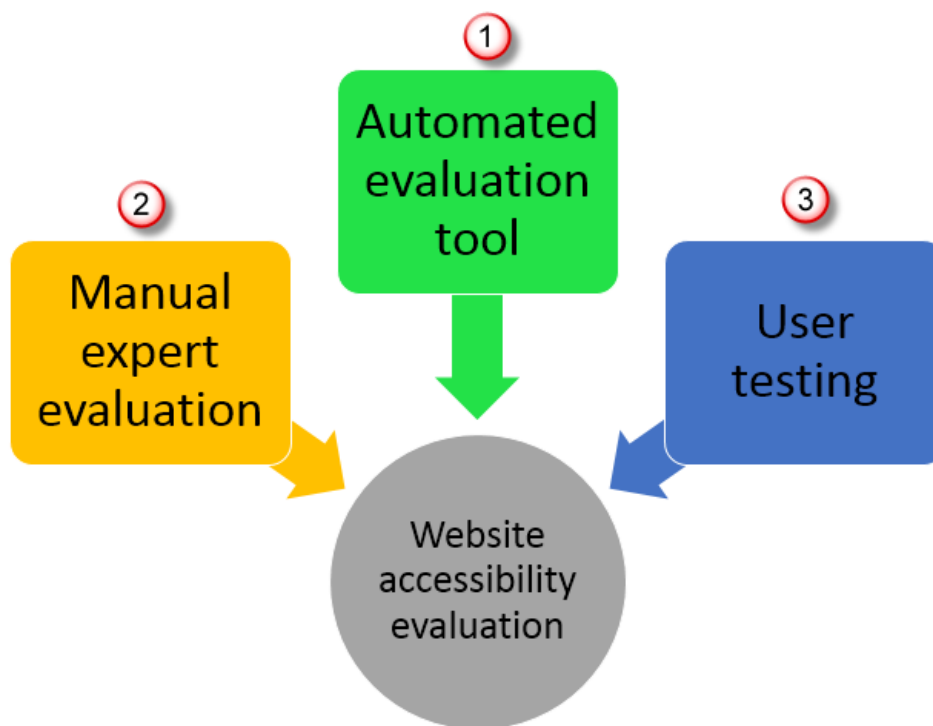 1
Automated
evaluation
tool
2
Manual
expert
evaluation
3
User
testing
Website
accessibility
evaluation